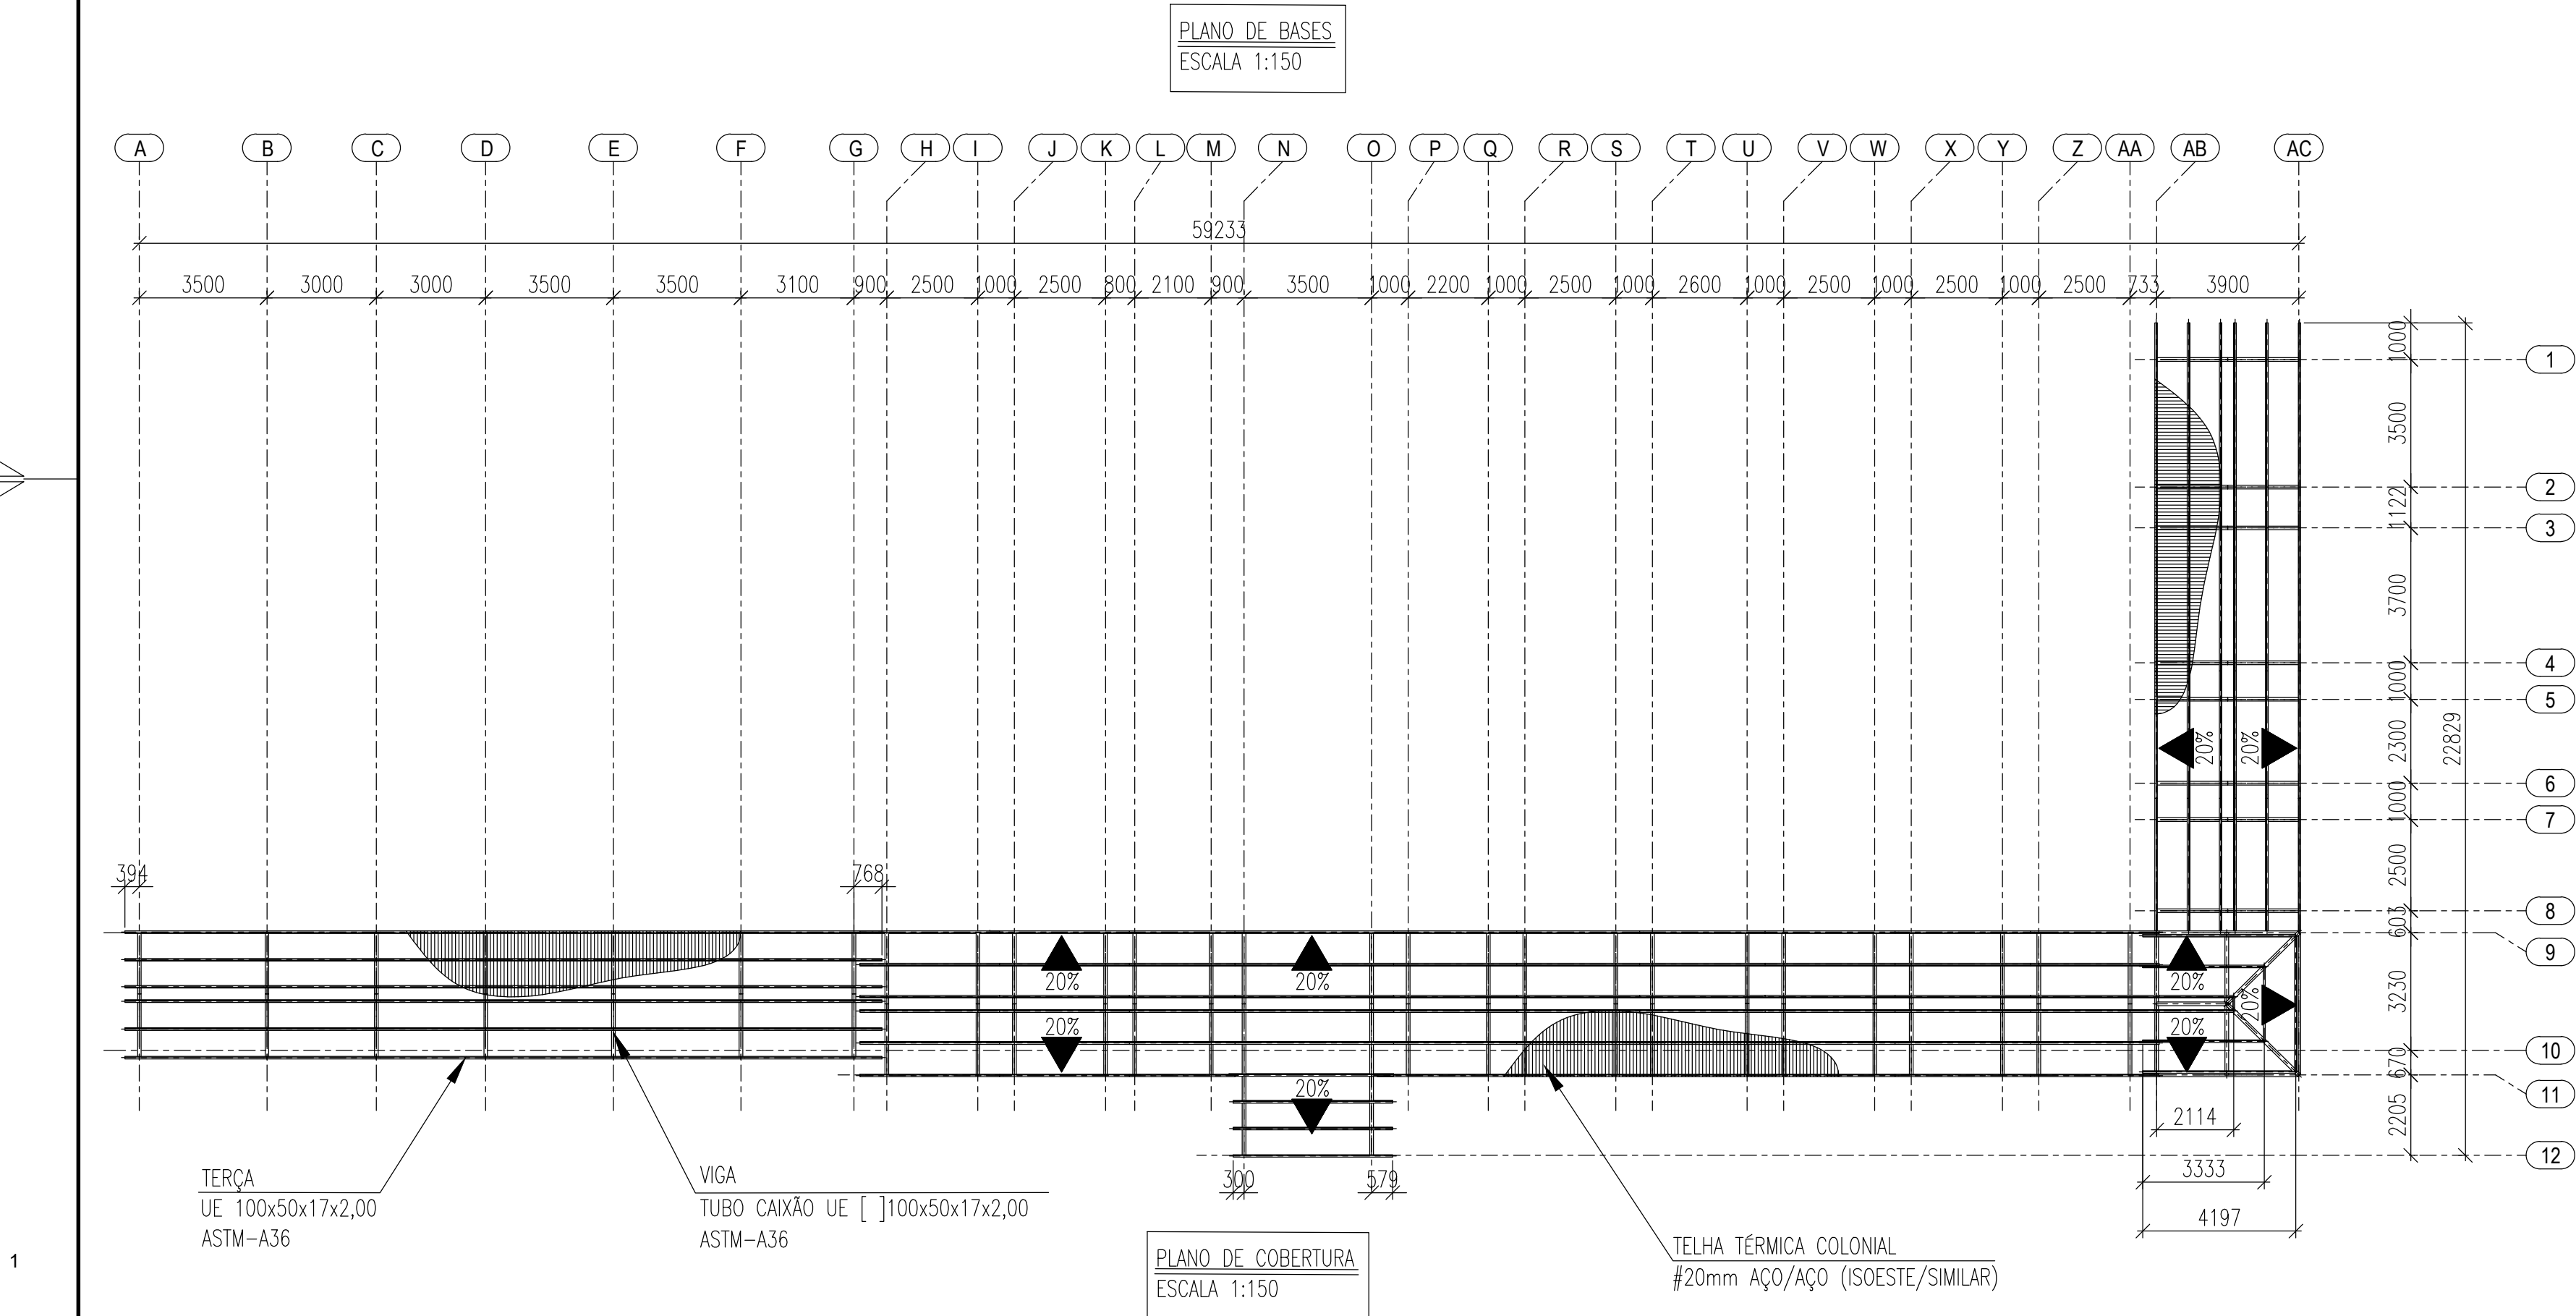 PLANO DE BASES
ESCALA 1:150
A B C D E F G H I J K L M N O P Q R S T U V W X Y Z AA AB AC
59233
3500 3000 3000 3500 3500 3100 900 2500 1000 2500 800 2100 900 3500 1000 2200 1000 2500 1000 2600 1000 2500 1000 2500 1000 2500 733 3900
1000
1
3500
2
1122
3
3700
4
1000
5
2300
22829
20% 20%
6
1000
7
2500
394 768
8
603
9
20% 20% 20%
20%
3230
20% 20%
10
670
20%
11
2114
2205
12
3333
300 579
4197
TERÇA
UE 100x50x17x2,00
ASTM-A36
VIGA
TUBO CAIXÃO UE [ ]100x50x17x2,00
ASTM-A36
TELHA TÉRMICA COLONIAL
#20mm AÇO/AÇO (ISOESTE/SIMILAR)
PLANO DE COBERTURA
ESCALA 1:150
1